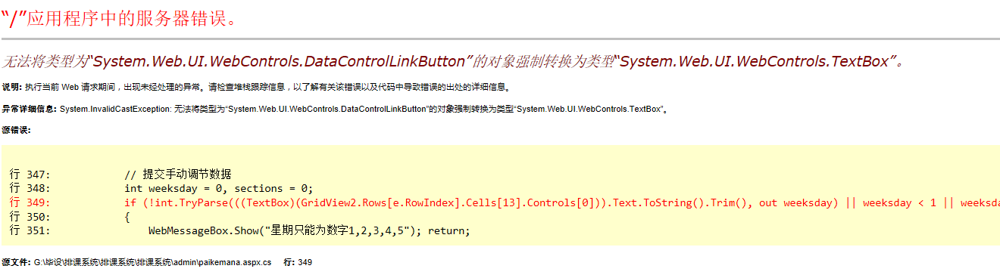 “/”应用程序中的服务器错误。
无法将类型为“System.Web.UI.WebControls.DataControlLinkButton”的对象强制转换为类型“System.Web.UI.WebControls.TextBox”。
说明: 执行当前 Web 请求期间，出现未经处理的异常。请检查堆栈跟踪信息，以了解有关该错误以及代码中导致错误的出处的详细信息。
异常详细信息: System.InvalidCastException: 无法将类型为“System.Web.UI.WebControls.DataControlLinkButton”的对象强制转换为类型“System.Web.UI.WebControls.TextBox”。
源错误:
行 347: // 提交手动调节数据
行 348: int weeksday = 0, sections = 0;
行 349: if (!int.TryParse(((TextBox)(GridView2.Rows[e.RowIndex].Cells[13].Controls[0])).Text.ToString().Trim(), out weeksday) || weeksday < 1 || weeksda
行 350: {
行 351: WebMessageBox.Show("星期只能为数字1,2,3,4,5"); return;
源文件: G:\毕设\排课系统\排课系统\排课系统\admin\paikemana.aspx.cs 行: 349